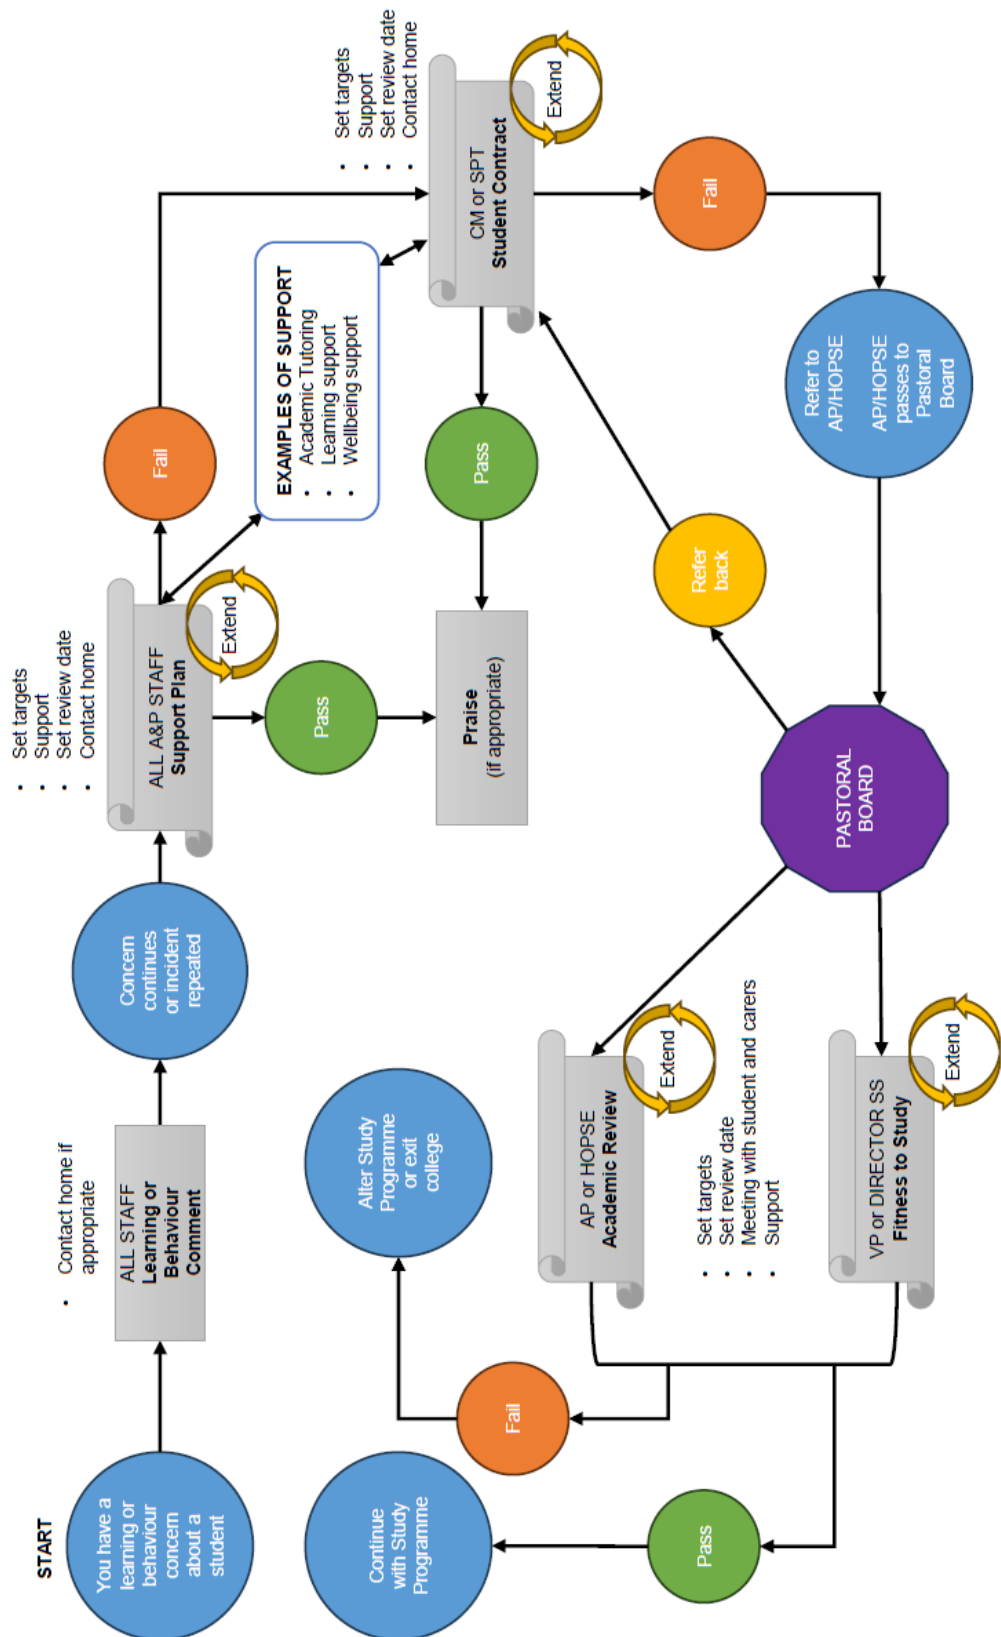 START
You have a
learning or
behaviour
concern
about a
student
• Contact home if
appropriate
ALL STAFF
Learning or
Behaviour
Comment
Concern
continues
or incident
repeated
• Set targets
• Support
• Set review date
• Contact home
ALL A&P STAFF
Support Plan
Extend
Fail
Pass
EXAMPLES OF SUPPORT
• Academic Tutoring
• Learning support
• Wellbeing support
• Set targets
• Support
• Set review date
• Contact home
CM or SPT
Student Contract
Extend
Pass
Praise
(if appropriate)
Fail
Refer to
AP/HOPSE
AP/HOPSE
passes to
Pastoral
Board
Refer
back
PASTORAL
BOARD
AP or HOPSE
Academic Review
Extend
• Set targets
• Set review date
• Meeting with student and carers
• Support
VP or DIRECTOR SS
Fitness to Study
Extend
Fail
Alter Study
Programme
or exit
college
Pass
Continue
with Study
Programme